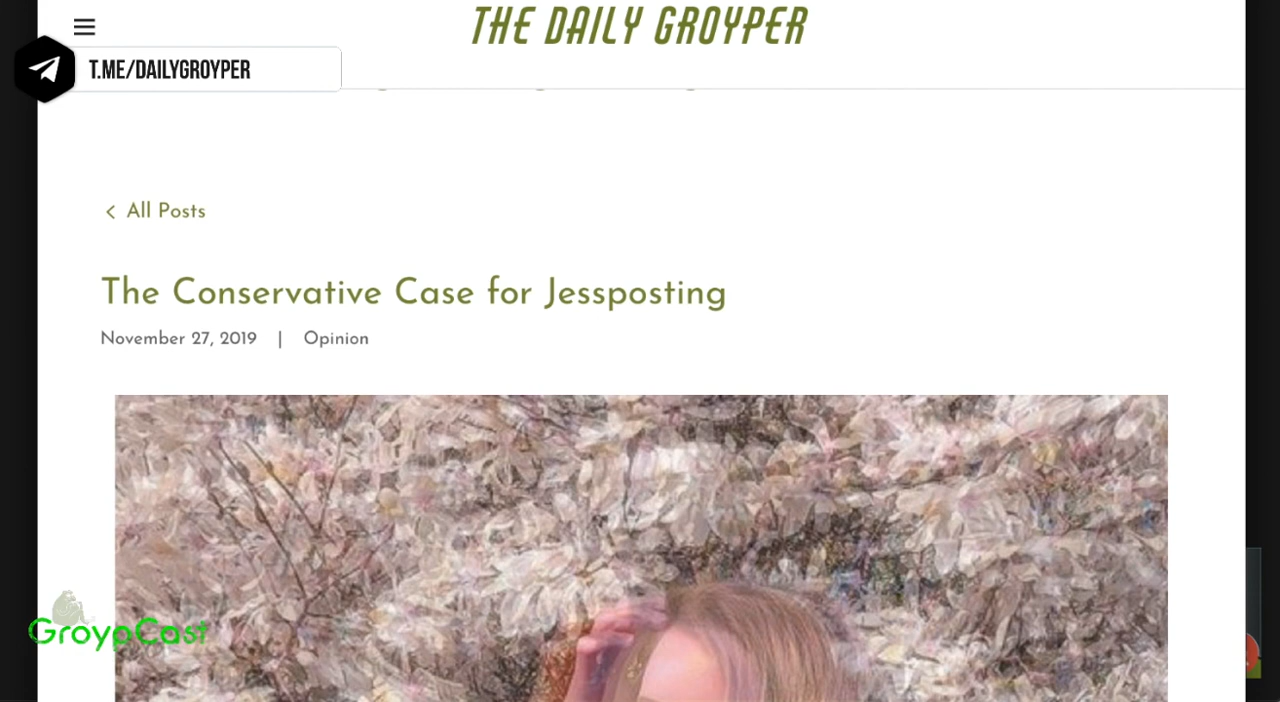 THE DAILY GROYPER
T.ME/DAILYGROYPER
< All Posts
The Conservative Case for Jessposting
November 27, 2019 | Opinion
GroypCast